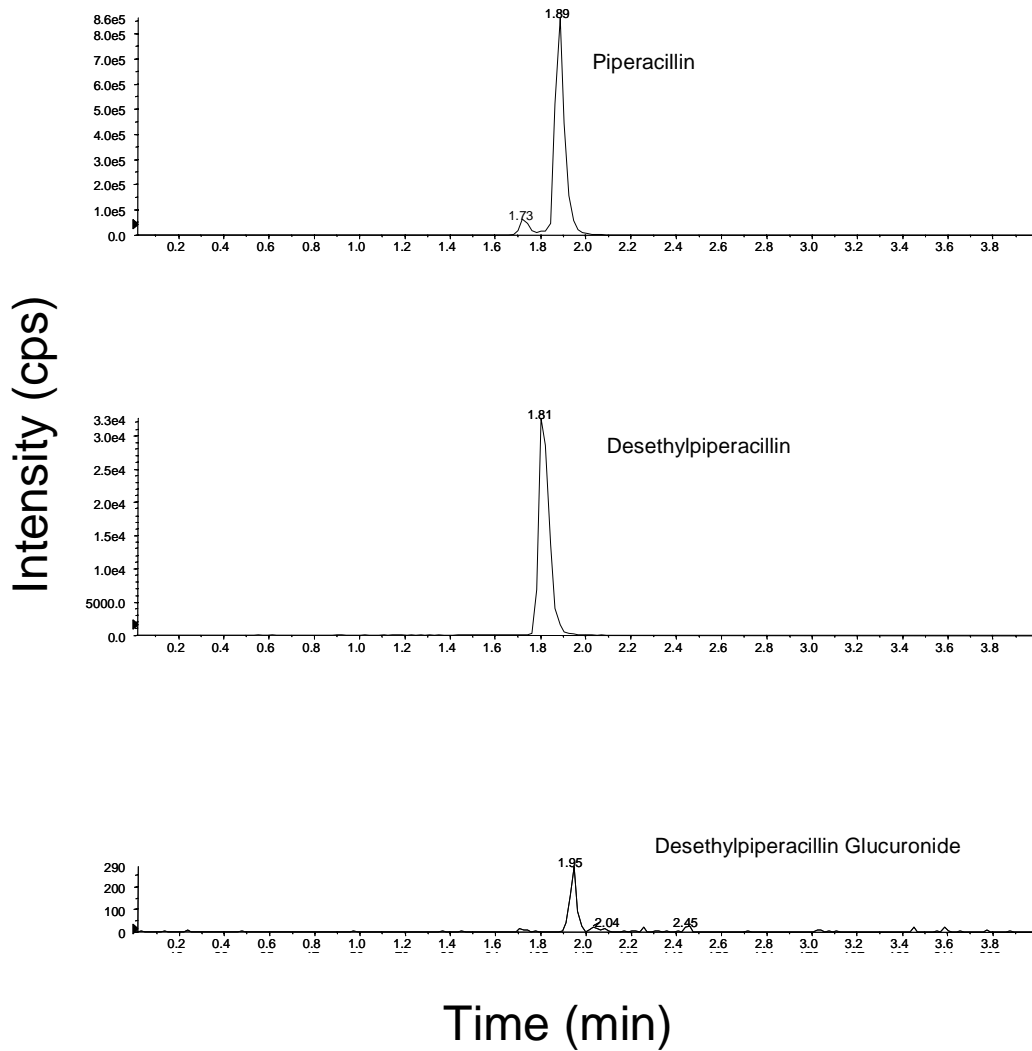 Intensity (cps)
1.89
8.6e5
Piperacillin
7.0e5
6.0e5
5.0e5
4.0e5
3.0e5
2.0e5
1.73
1.0e5
0.0
0.2 0.4 0.6 0.8 1.0 1.2 1.4 1.6 1.8 2.0 2.2 2.4 2.6 2.8 3.0 3.2 3.4 3.6 3.8
1.81
3.3e4
3.0e4
Desethylpiperacillin
2.5e4
2.0e4
1.5e4
1.0e4
5000.0
0.0
0.2 0.4 0.6 0.8 1.0 1.2 1.4 1.6 1.8 2.0 2.2 2.4 2.6 2.8 3.0 3.2 3.4 3.6 3.8
Desethylpiperacillin Glucuronide
1.95
290
200
100
2.04 2.45
0
0.2 0.4 0.6 0.8 1.0 1.2 1.4 1.6 1.8 2.0 2.2 2.4 2.6 2.8 3.0 3.2 3.4 3.6 3.8
Time (min)